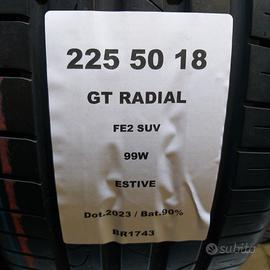 225 50 18
GT RADIAL
FE2 SUV
99W
ESTIVE
Dot.2023 / Bat.90%
BR1743
subito